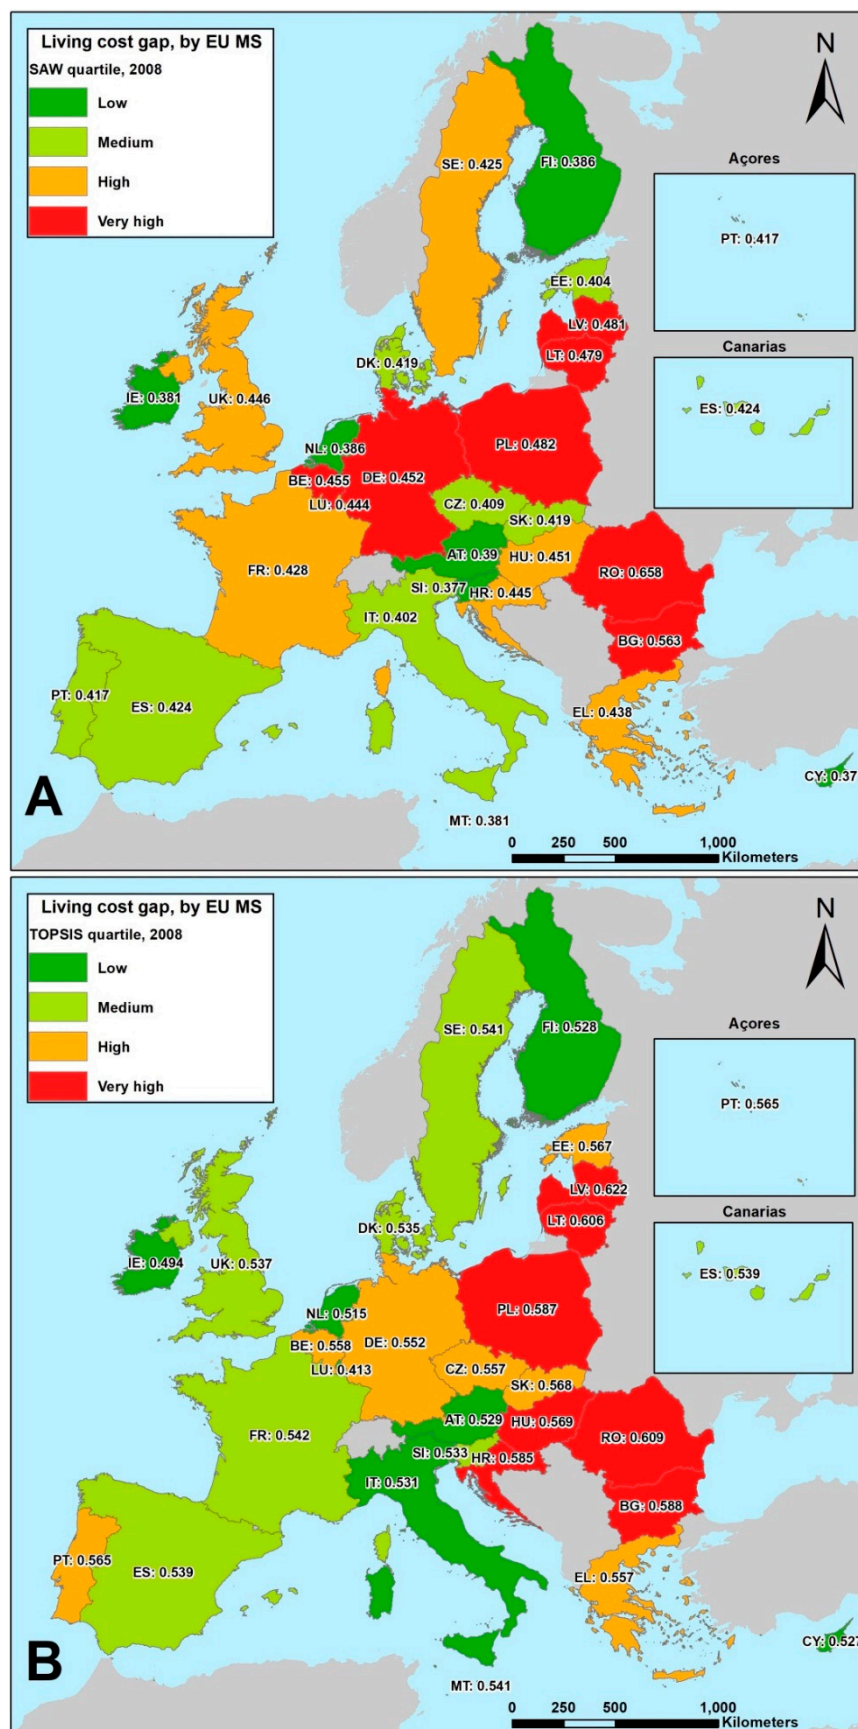 Living cost gap, by EU MS
SAW quartile, 2008
Low
Medium
High
Very high
N
Açores
PT: 0.417
Canarias
ES: 0.424
SE: 0.425
FI: 0.386
EE: 0.404
LV: 0.481
LT: 0.479
DK: 0.419
IE: 0.381
UK: 0.446
NL: 0.386
PL: 0.482
BE: 0.455
DE: 0.452
LU: 0.444
CZ: 0.409
SK: 0.419
FR: 0.428
AT: 0.39
HU: 0.451
RO: 0.658
SI: 0.377
HR: 0.445
IT: 0.402
BG: 0.563
PT: 0.417
ES: 0.424
EL: 0.438
CY: 0.37
A
MT: 0.381
0 250 500 1,000
Kilometers
Living cost gap, by EU MS
TOPSIS quartile, 2008
Low
Medium
High
Very high
N
Açores
PT: 0.565
Canarias
ES: 0.539
SE: 0.541
FI: 0.528
EE: 0.567
LV: 0.622
LT: 0.606
DK: 0.535
IE: 0.494
UK: 0.537
NL: 0.515
PL: 0.587
BE: 0.558
DE: 0.552
LU: 0.413
CZ: 0.557
SK: 0.568
FR: 0.542
AT: 0.529
HU: 0.569
RO: 0.609
SI: 0.533
HR: 0.585
IT: 0.531
BG: 0.588
PT: 0.565
ES: 0.539
EL: 0.557
CY: 0.527
B
MT: 0.541
0 250 500 1,000
Kilometers